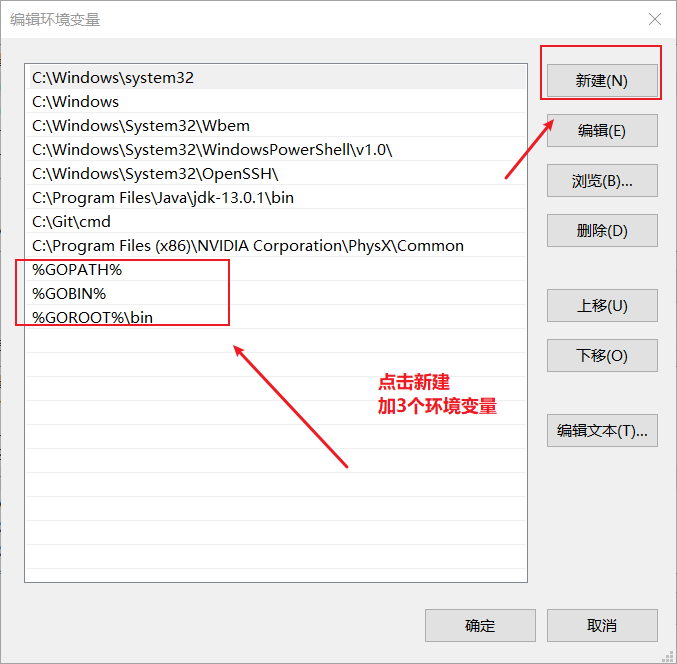 编辑环境变量
C:\Windows\system32
C:\Windows
C:\Windows\System32\Wbem
C:\Windows\System32\WindowsPowerShell\v1.0\
C:\Windows\System32\OpenSSH\
C:\Program Files\Java\jdk-13.0.1\bin
C:\Git\cmd
C:\Program Files (x86)\NVIDIA Corporation\PhysX\Common
%GOPATH%
%GOBIN%
%GOROOT%\bin
点击新建
加3个环境变量
新建(N)
编辑(E)
浏览(B)...
删除(D)
上移(U)
下移(O)
编辑文本(T)...
确定
取消